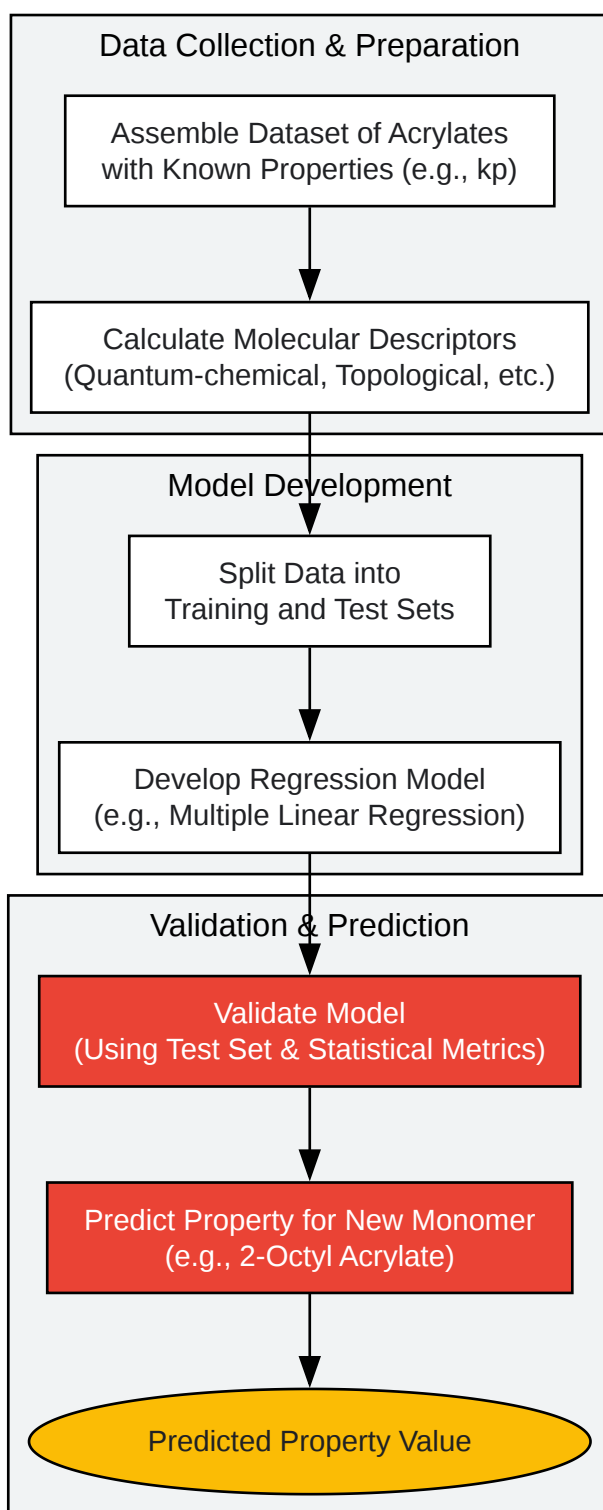 Data Collection & Preparation
Assemble Dataset of Acrylates
with Known Properties (e.g., kp)
Calculate Molecular Descriptors
(Quantum-chemical, Topological, etc.)
Model Development
Split Data into
Training and Test Sets
Develop Regression Model
(e.g., Multiple Linear Regression)
Validation & Prediction
Validate Model
(Using Test Set & Statistical Metrics)
Predict Property for New Monomer
(e.g., 2-Octyl Acrylate)
Predicted Property Value